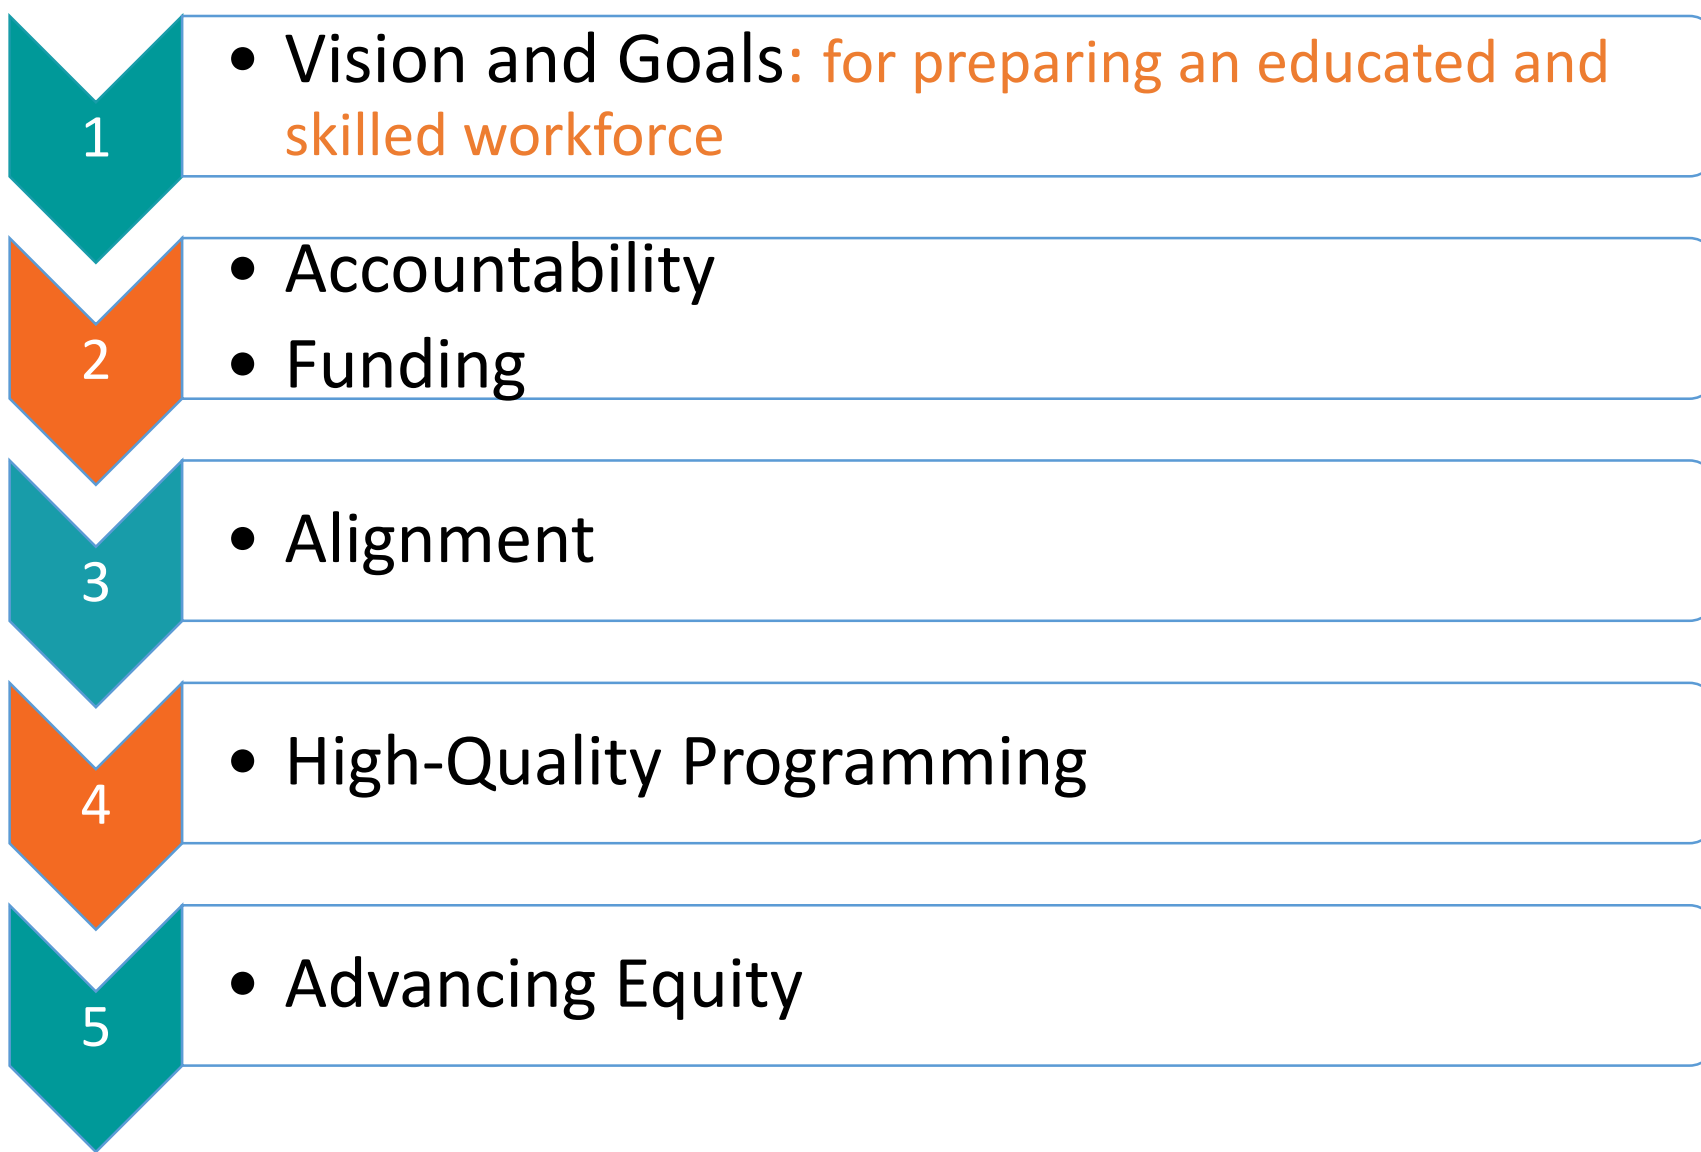 1
• Vision and Goals: for preparing an educated and
skilled workforce
2
• Accountability
• Funding
3
• Alignment
4
• High-Quality Programming
5
• Advancing Equity